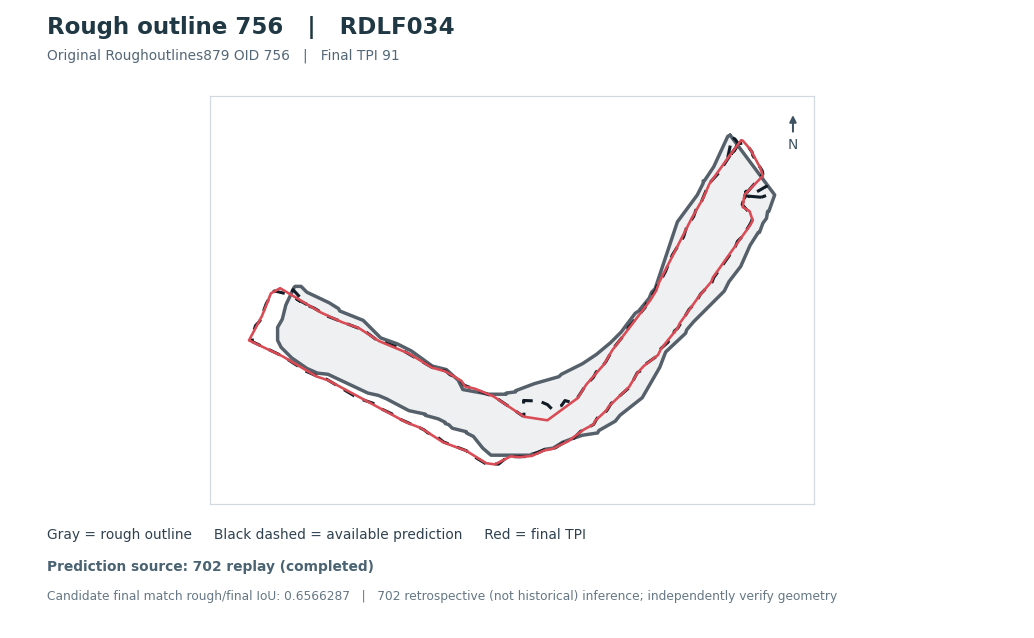 Rough outline 756   |   RDLF034
Original Roughoutlines879 OID 756   |   Final TPI 91
N
Gray = rough outline     Black dashed = available prediction     Red = final TPI
Prediction source: 702 replay (completed)
Candidate final match rough/final IoU: 0.6566287   |   702 retrospective (not historical) inference; independently verify geometry